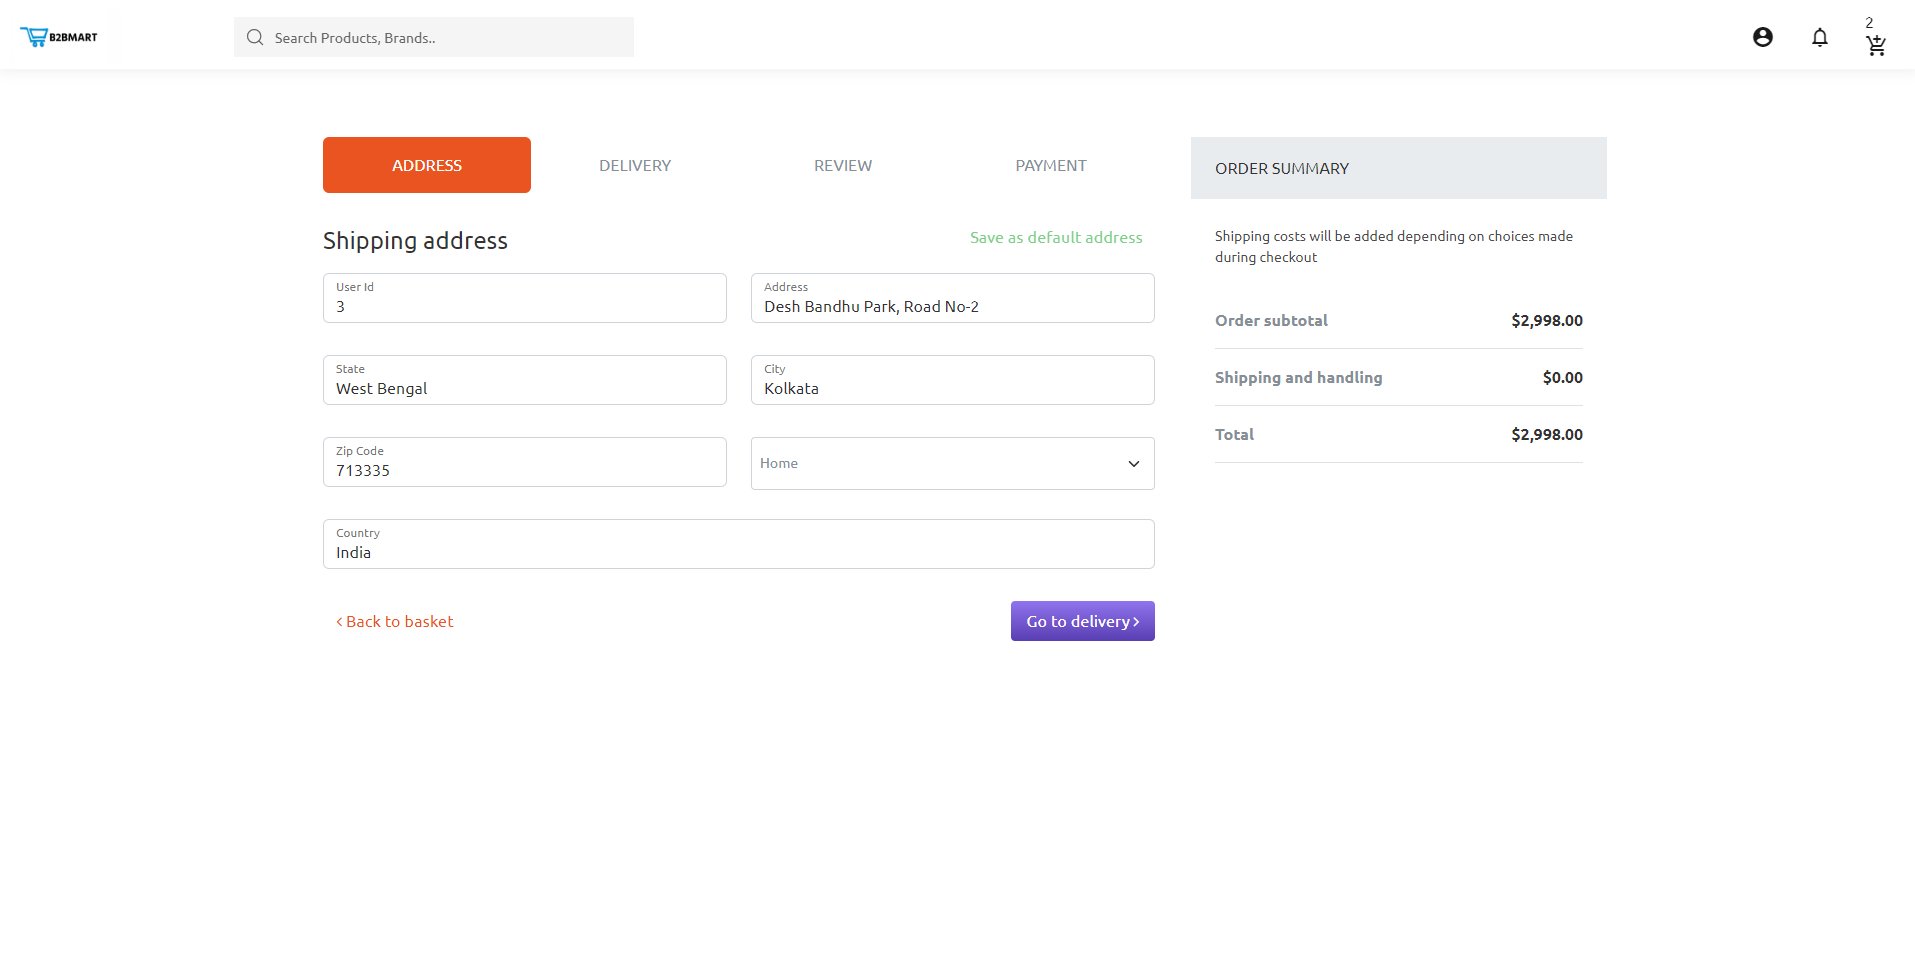 B2BMART
Search Products, Brands..
2
ADDRESS
DELIVERY
REVIEW
PAYMENT
Shipping address
Save as default address
User Id
3
Address
Desh Bandhu Park, Road No-2
State
West Bengal
City
Kolkata
Zip Code
713335
Home
Country
India
Back to basket
Go to delivery
ORDER SUMMARY
Shipping costs will be added depending on choices made
during checkout
Order subtotal $2,998.00
Shipping and handling $0.00
Total $2,998.00